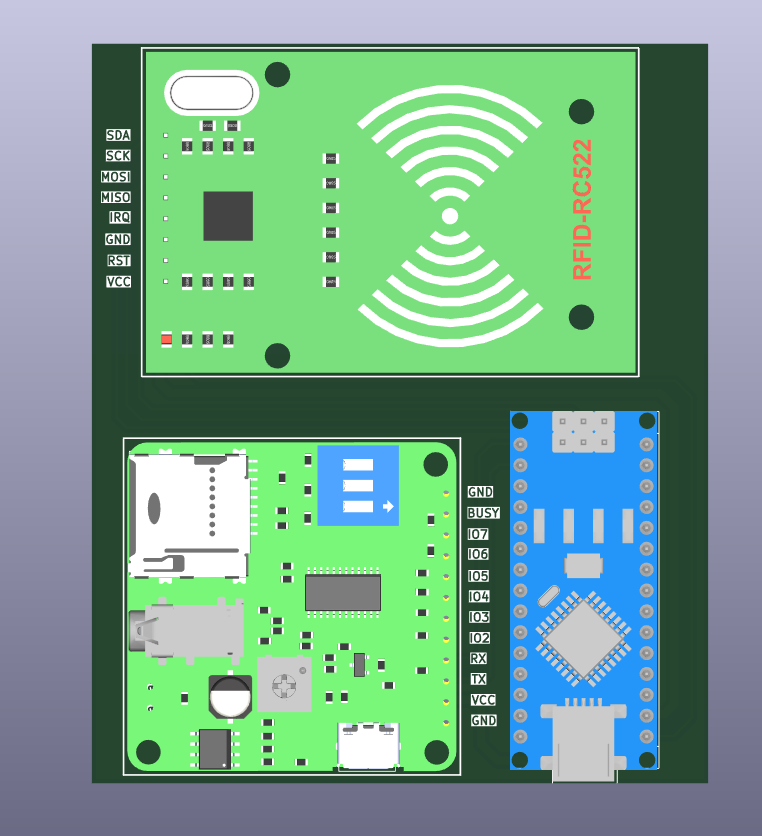 SDA
SCK
MOSI
MISO
IRQ
GND
RST
VCC
RFID-RC522
GND
BUSY
IO7
IO6
IO5
IO4
IO3
IO2
RX
TX
VCC
GND